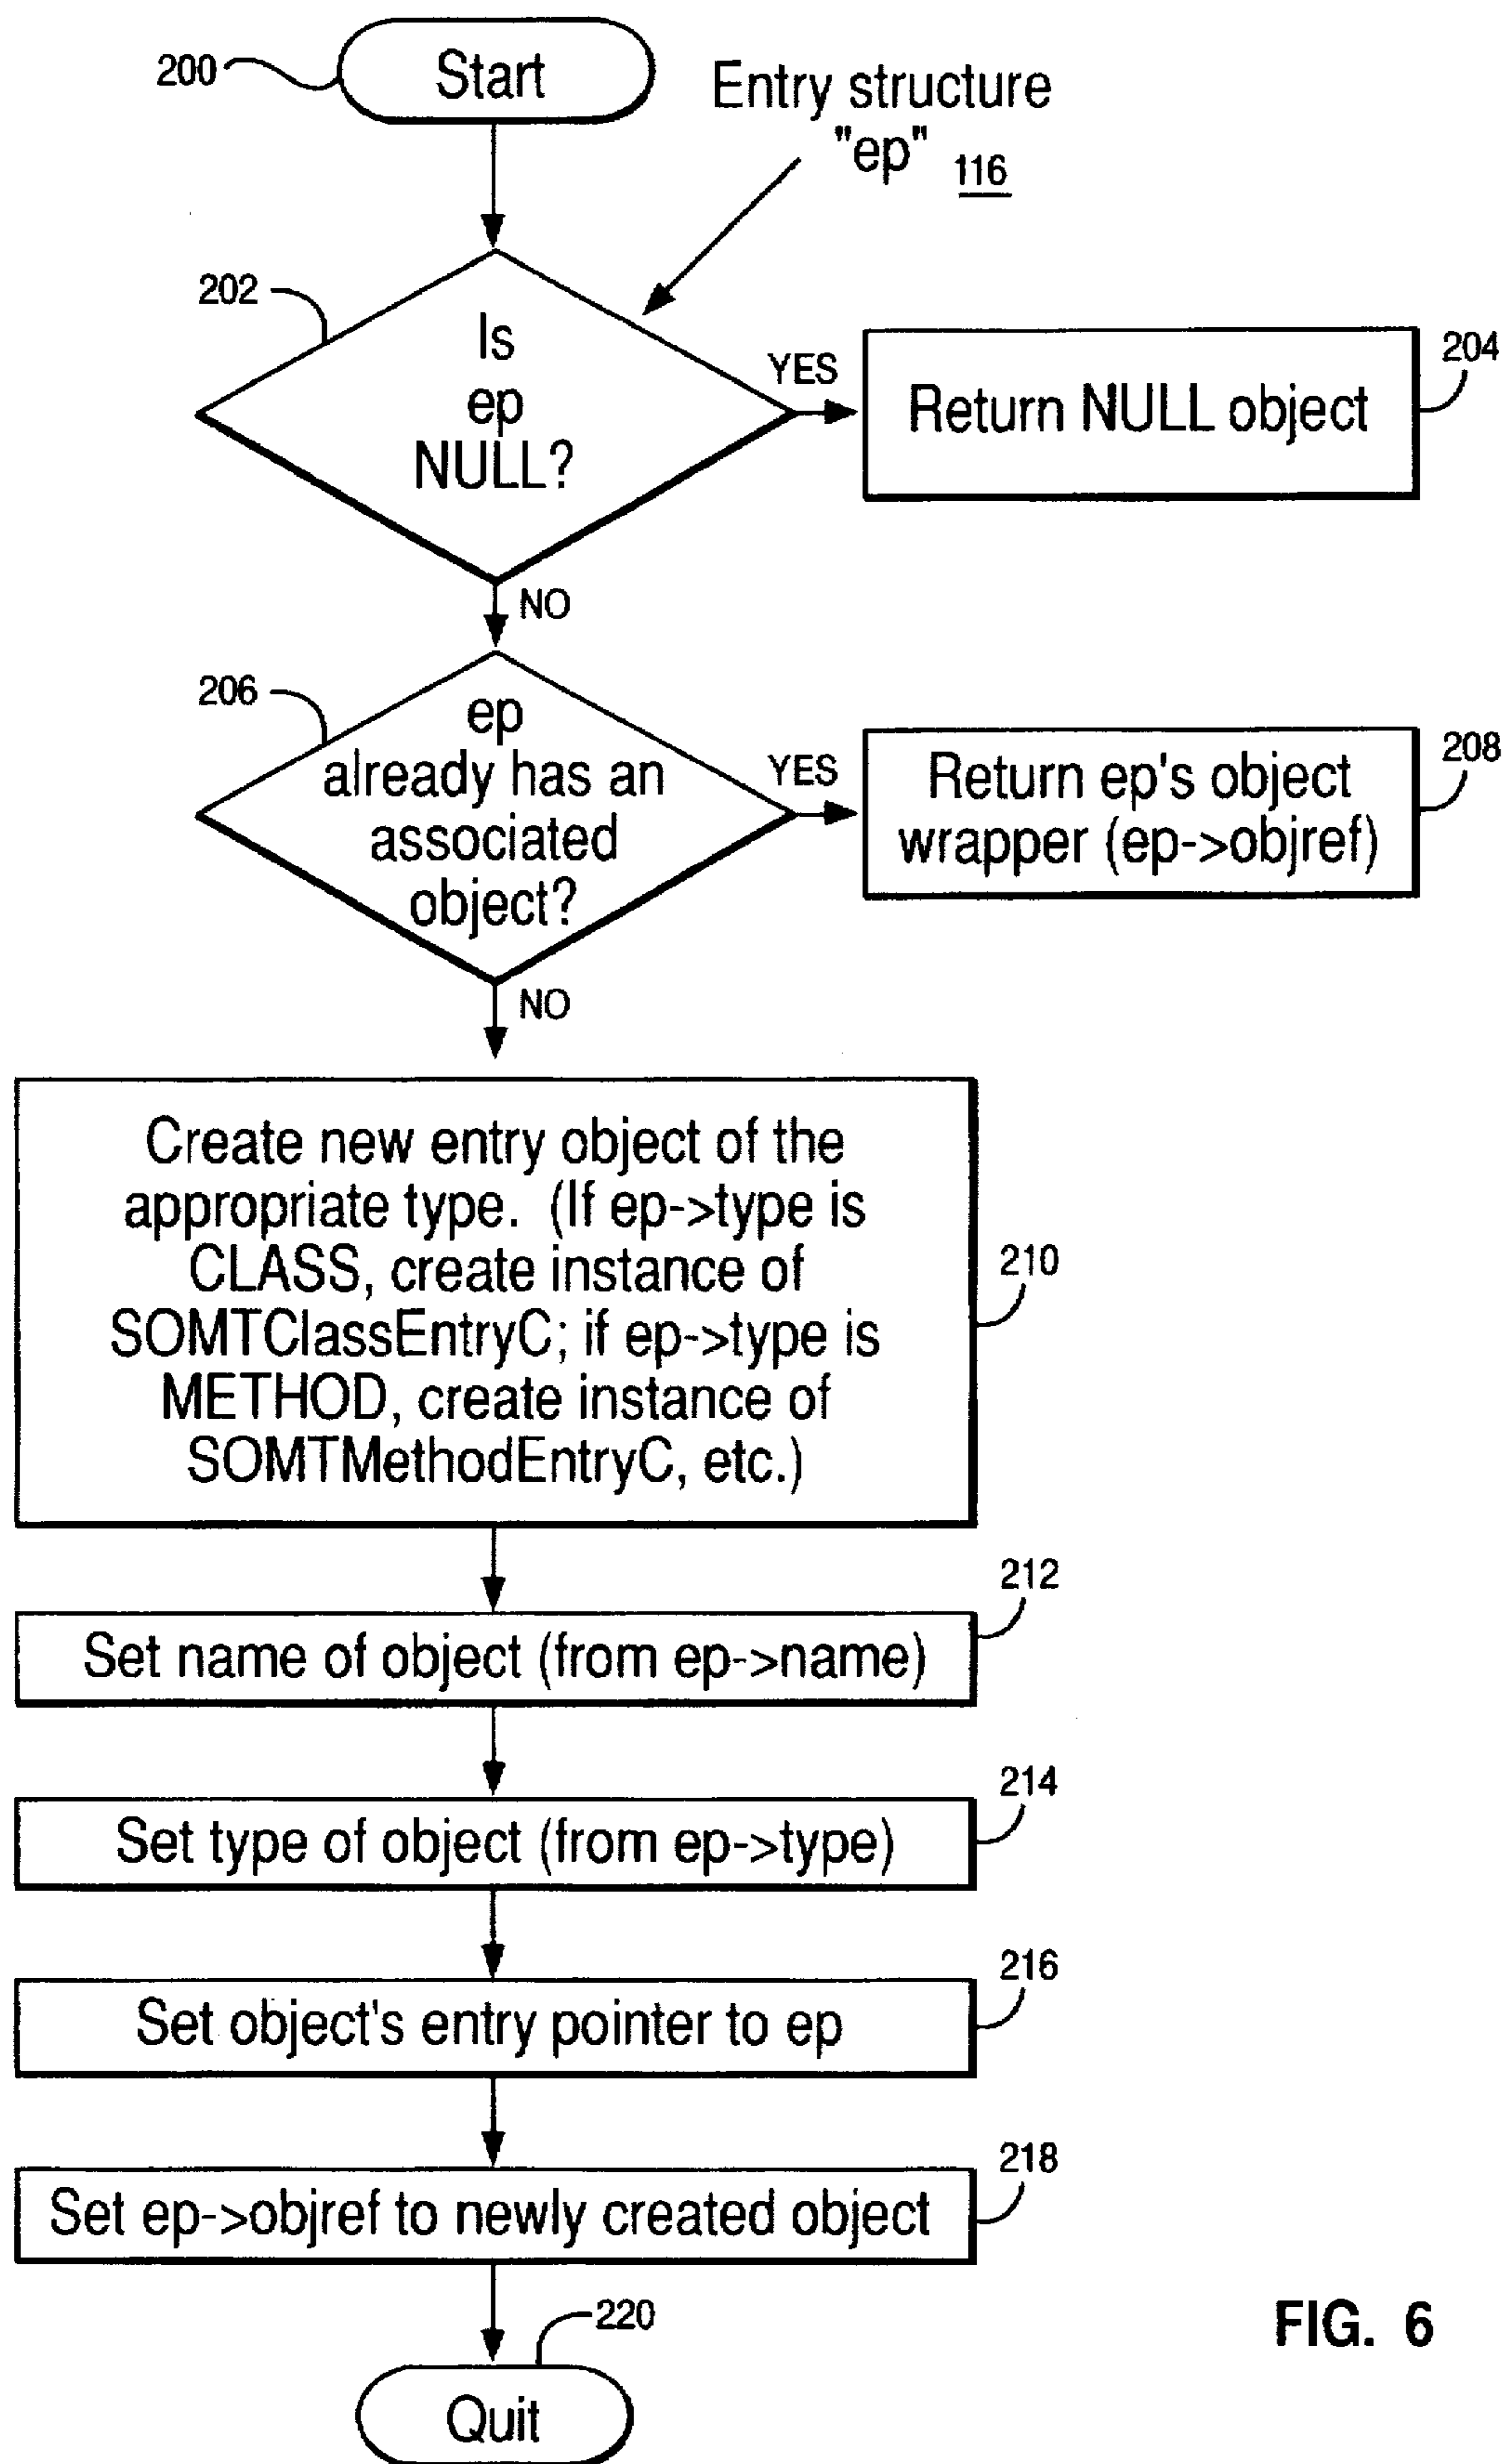 200
Start
Entry structure
"ep"
116
202
Is
ep
NULL?
YES
Return NULL object
204
NO
206
ep
already has an
associated
object?
YES
Return ep's object
wrapper (ep->objref)
208
NO
Create new entry object of the
appropriate type. (If ep->type is
CLASS, create instance of
SOMTClassEntryC; if ep->type is
METHOD, create instance of
SOMTMethodEntryC, etc.)
210
212
Set name of object (from ep->name)
214
Set type of object (from ep->type)
216
Set object's entry pointer to ep
218
Set ep->objref to newly created object
220
Quit
FIG. 6